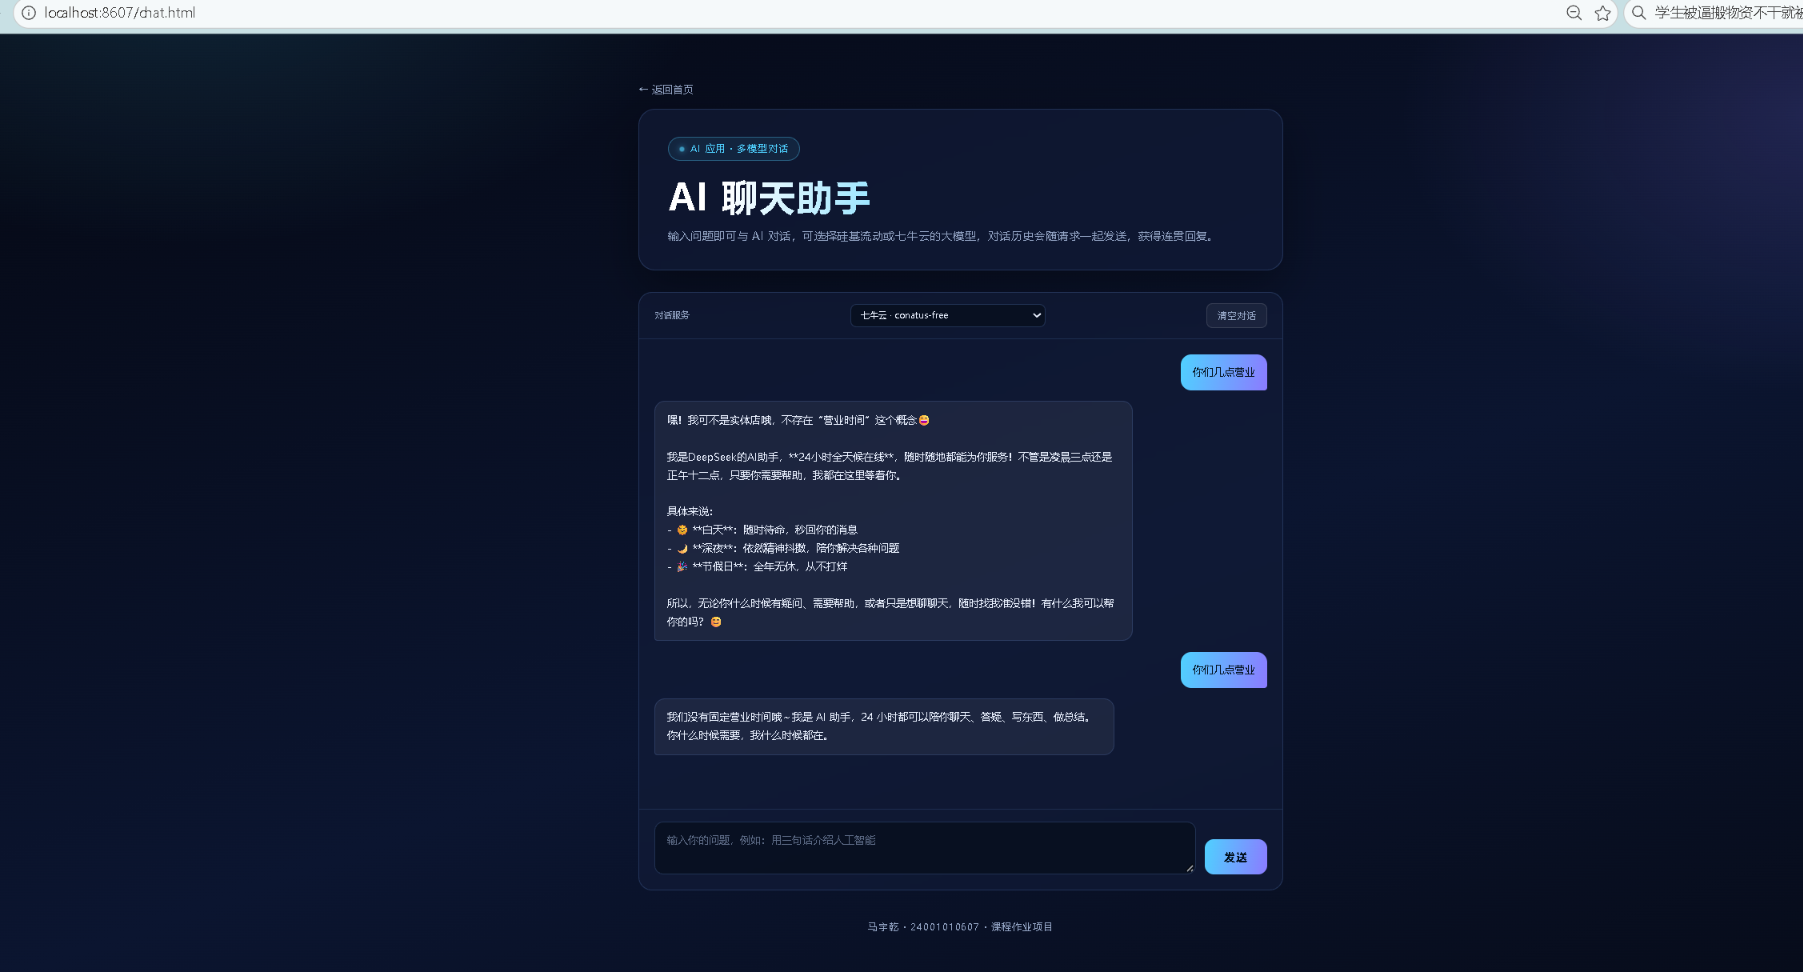 localhost:8607/chat.html
学生被逼搬物资不干就被
← 返回首页
AI 应用 · 多模型对话
AI 聊天助手
输入问题即可与 AI 对话，可选择硅基流动或七牛云的大模型，对话历史会随请求一起发送，获得连贯回复。
对话服务
七牛云 · conatus-free
清空对话
你们几点营业
嘿！我可不是实体店哦，不存在“营业时间”这个概念😄
我是DeepSeek的AI助手，**24小时全天候在线**，随时随地都能为你服务！不管是凌晨三点还是
正午十二点，只要你需要帮助，我都在这里等着你。
具体来说：
- 🌞 **白天**：随时待命，秒回你的消息
- 🌙 **深夜**：依然精神抖擞，陪你解决各种问题
- 🎉 **节假日**：全年无休，从不打烊
所以，无论你什么时候有疑问、需要帮助，或者只是想聊聊天，随时找我准没错！有什么我可以帮
你的吗？😊
你们几点营业
我们没有固定营业时间哦~我是 AI 助手，24 小时都可以陪你聊天、答疑、写东西、做总结。
你什么时候需要，我什么时候都在。
输入你的问题，例如：用三句话介绍人工智能
发送
马宇乾 · 24001010607 · 课程作业项目